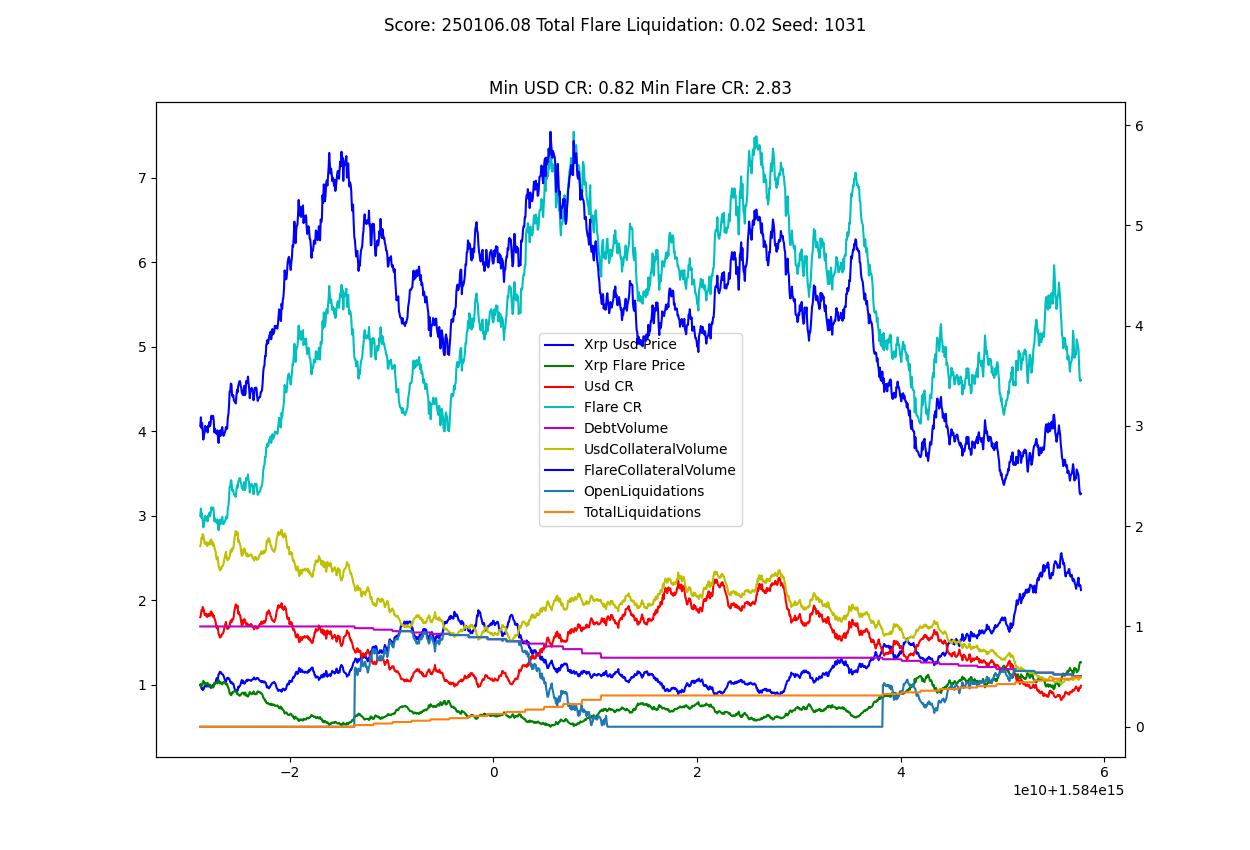 Score: 250106.08 Total Flare Liquidation: 0.02 Seed: 1031
Min USD CR: 0.82 Min Flare CR: 2.83
7
6
5
4
3
2
1
6
5
4
3
2
1
0
Xrp Usd Price
Xrp Flare Price
Usd CR
Flare CR
DebtVolume
UsdCollateralVolume
FlareCollateralVolume
OpenLiquidations
TotalLiquidations
−2 0 2 4 6
1e10+1.584e15